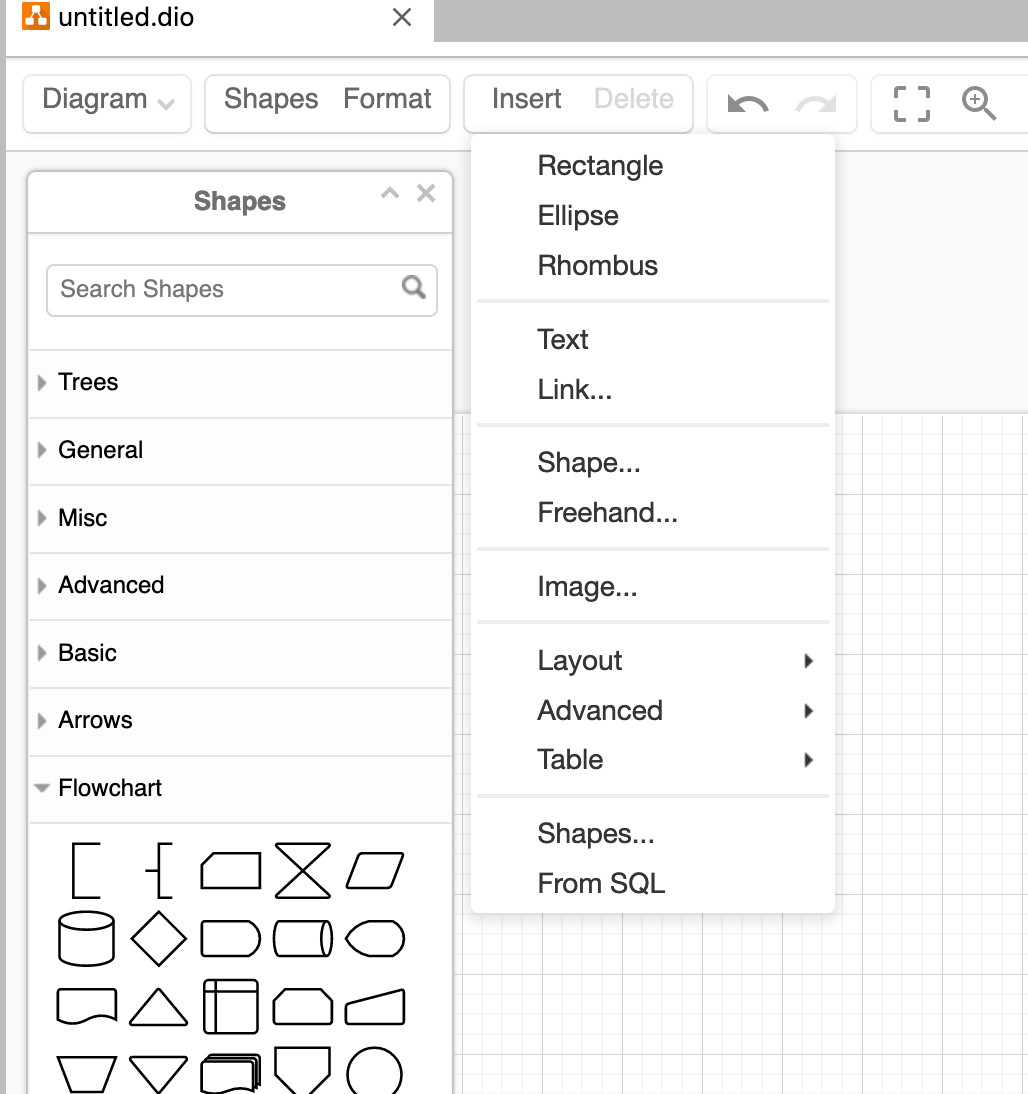 untitled.dio
Diagram Shapes Format Insert Delete
Shapes
Search Shapes
Trees
General
Misc
Advanced
Basic
Arrows
Flowchart
Rectangle
Ellipse
Rhombus
Text
Link...
Shape...
Freehand...
Image...
Layout
Advanced
Table
Shapes...
From SQL